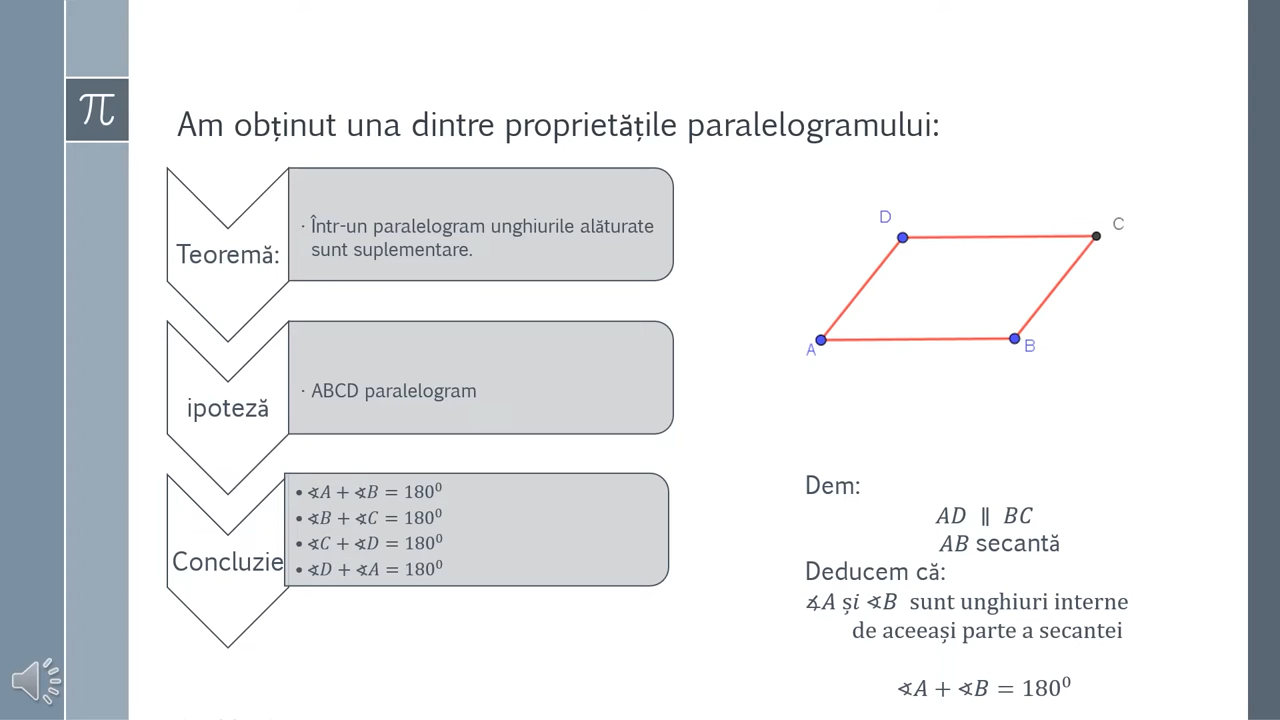 π
Am obținut una dintre proprietățile paralelogramului:
Teoremă:
· Într-un paralelogram unghiurile alăturate
sunt suplementare.
ipoteză
· ABCD paralelogram
Concluzie
• ∢A + ∢B = 180⁰
• ∢B + ∢C = 180⁰
• ∢C + ∢D = 180⁰
• ∢D + ∢A = 180⁰
D
C
A
B
Dem:
AD ∥ BC
AB secantă
Deducem că:
∡A și ∢B sunt unghiuri interne
de aceeași parte a secantei
∢A + ∢B = 180⁰